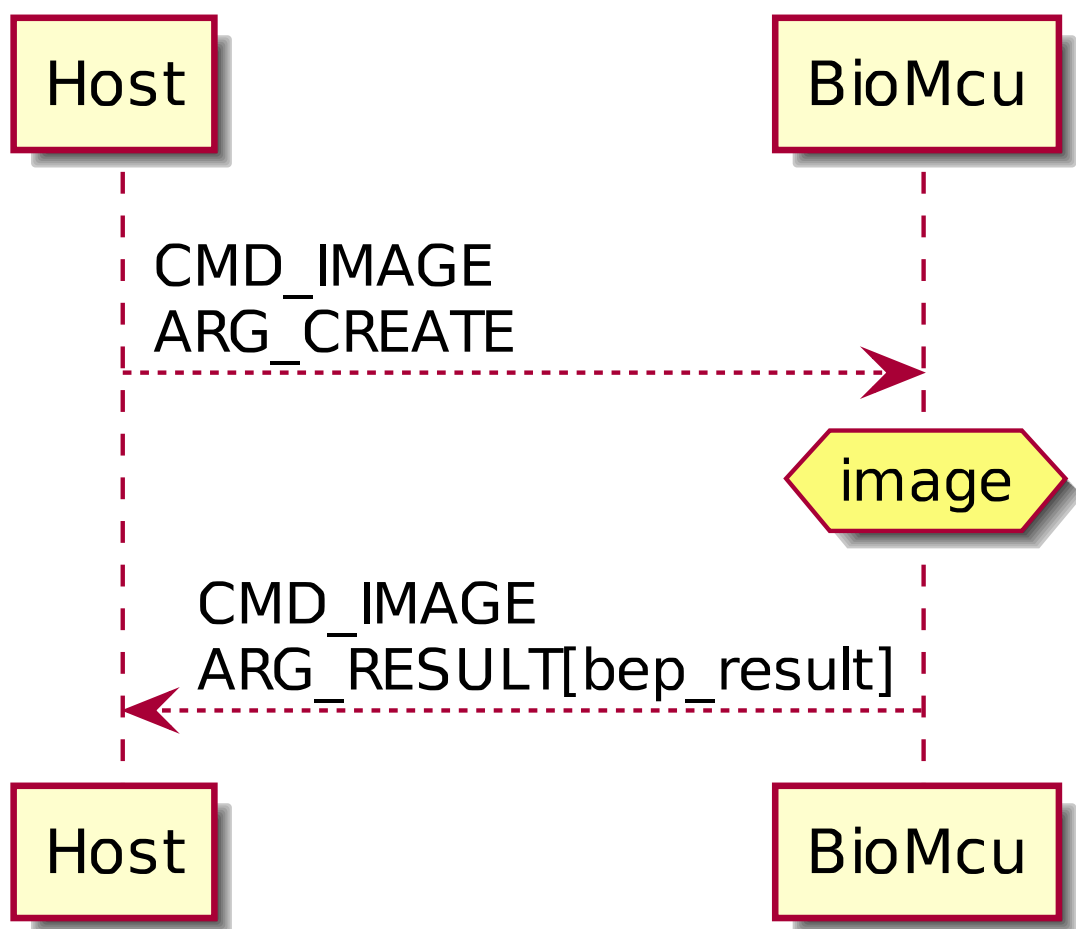 Host
BioMcu
CMD_IMAGE
ARG_CREATE
image
CMD_IMAGE
ARG_RESULT[bep_result]
Host
BioMcu